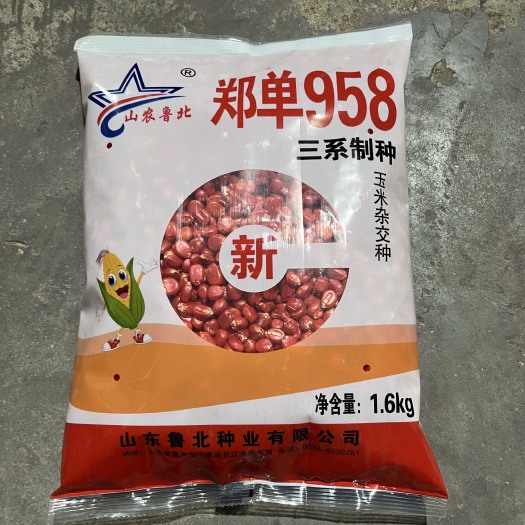 山农鲁北
®
郑单958
三系制种
玉米杂交种
新
净含量：1.6kg
山东鲁北种业有限公司